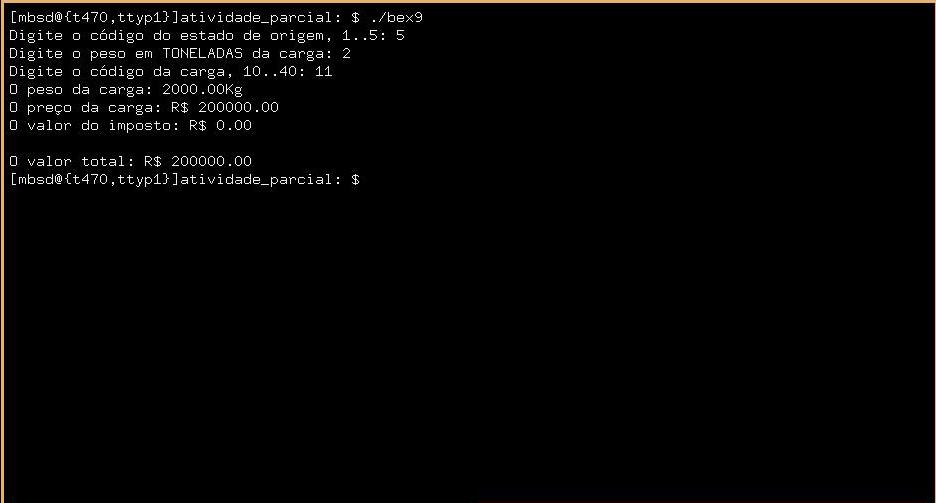 [mbsd@{t470,ttyp1}]atividade_parcial: $ ./bex9
Digite o código do estado de origem, 1..5: 5
Digite o peso em TONELADAS da carga: 2
Digite o código da carga, 10..40: 11
O peso da carga: 2000.00Kg
O preço da carga: R$ 200000.00
O valor do imposto: R$ 0.00
O valor total: R$ 200000.00
[mbsd@{t470,ttyp1}]atividade_parcial: $